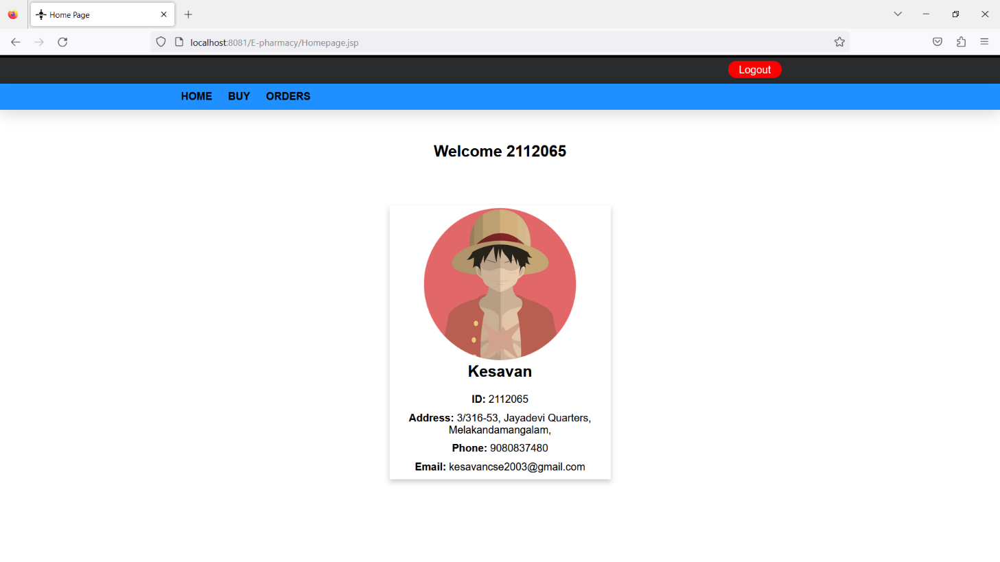 Home Page
localhost:8081/E-pharmacy/Homepage.jsp
Logout
HOME BUY ORDERS
Welcome 2112065
Kesavan
ID: 2112065
Address: 3/316-53, Jayadevi Quarters,
Melakandamangalam,
Phone: 9080837480
Email: kesavancse2003@gmail.com